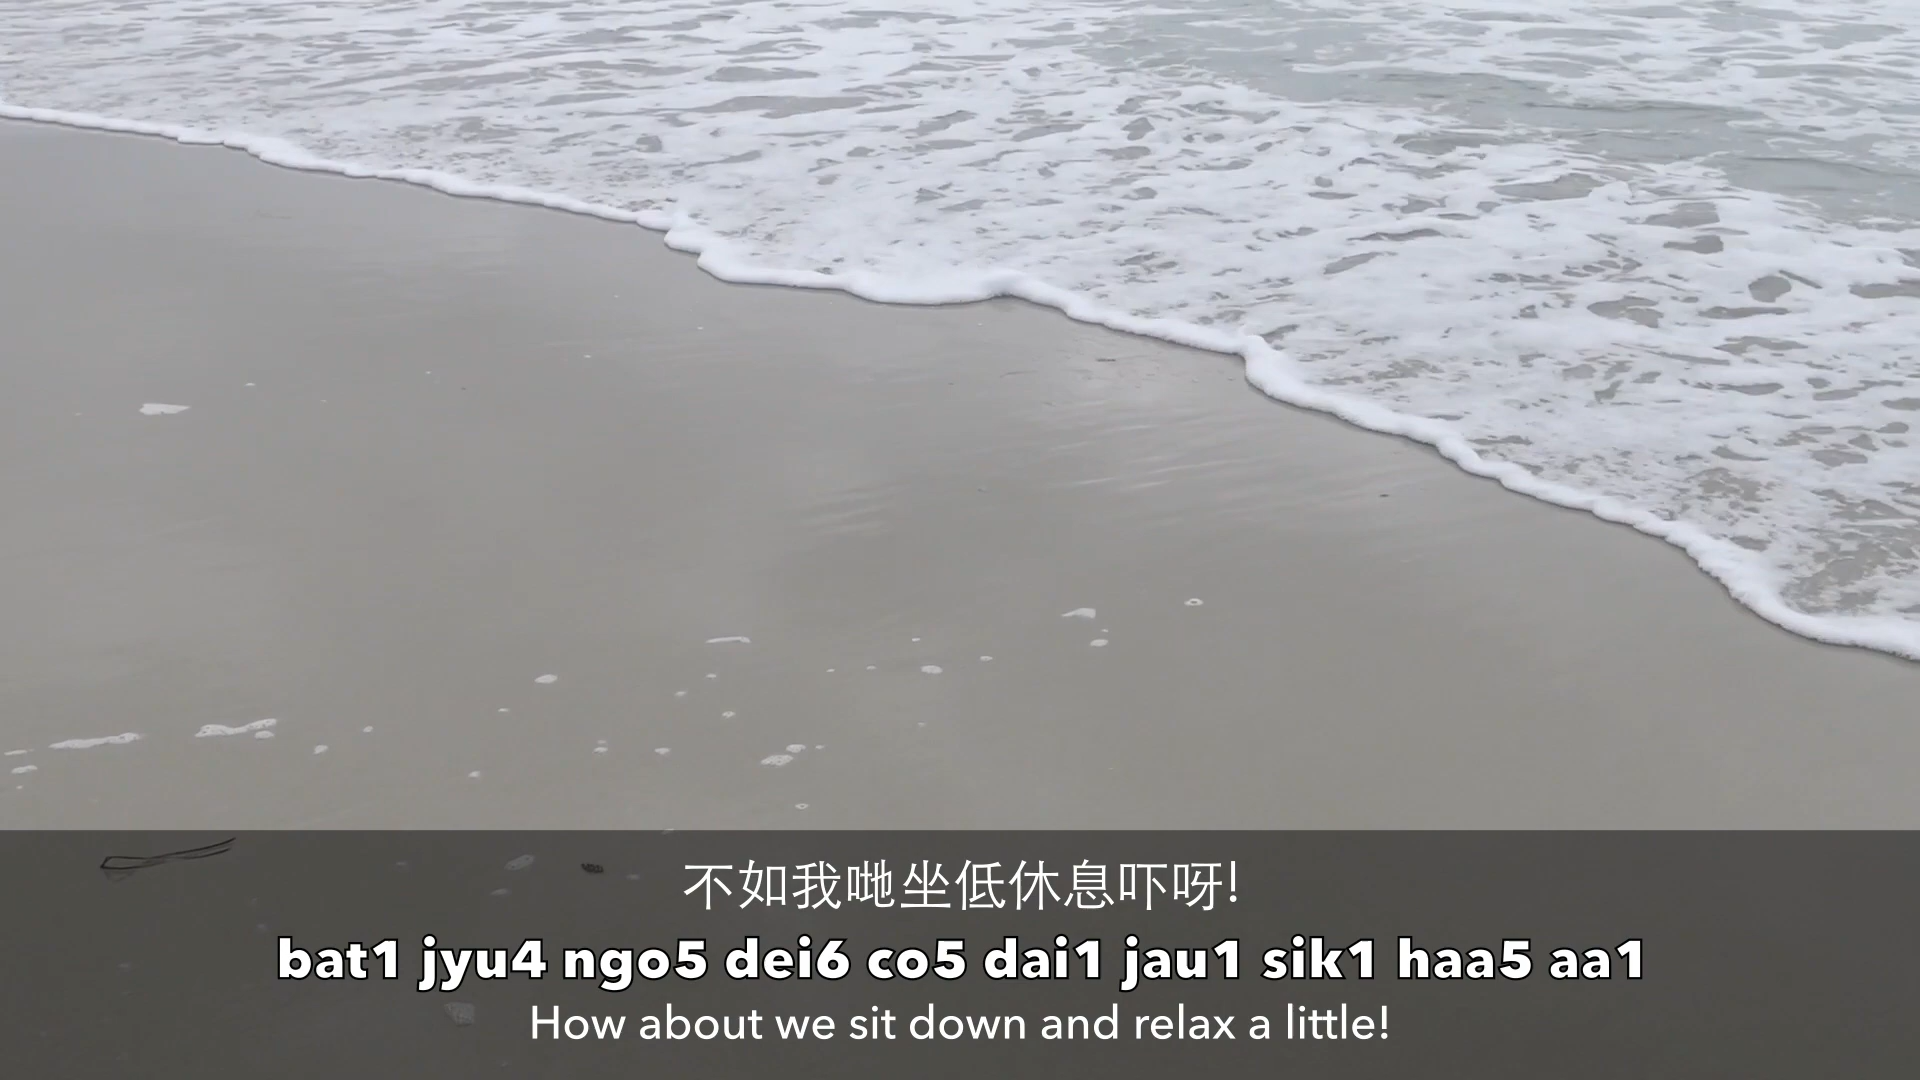 不如我哋坐低休息吓呀!
bat1 jyu4 ngo5 dei6 co5 dai1 jau1 sik1 haa5 aa1
How about we sit down and relax a little!